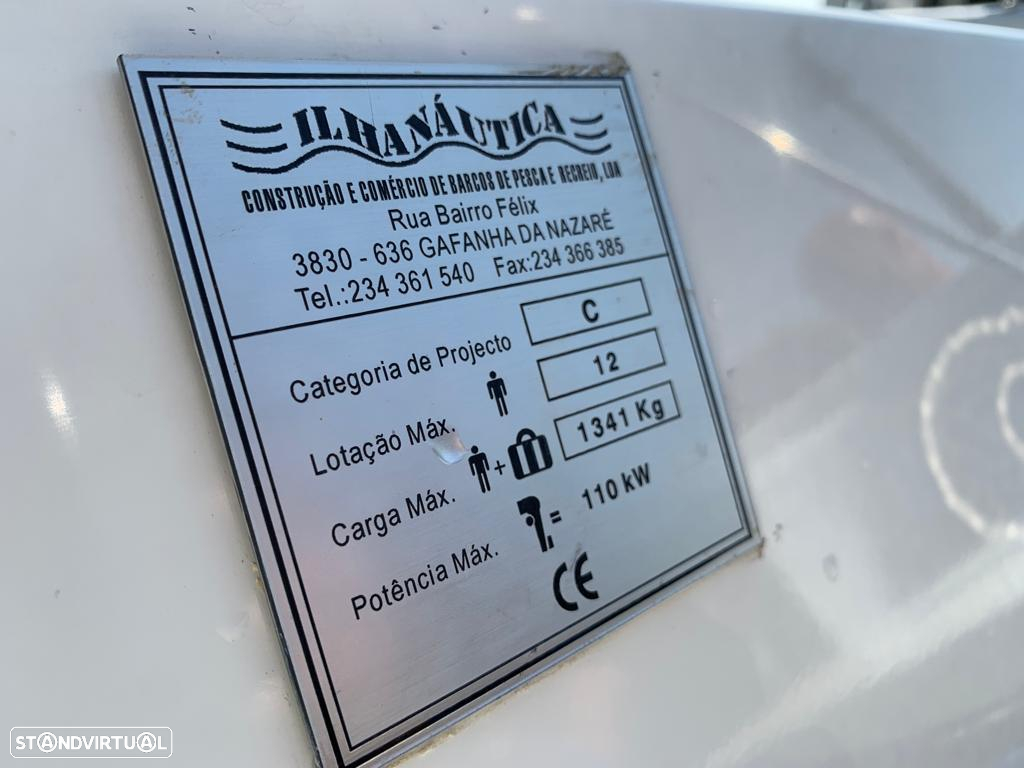 ILHANÁUTICA
CONSTRUÇÃO E COMÉRCIO DE BARCOS DE PESCA E RECREIO, LDA
Rua Bairro Félix
3830 - 636 GAFANHA DA NAZARÉ
Tel.:234 361 540 Fax:234 366 385
Categoria de Projecto C
Lotação Máx. 12
Carga Máx. + 1341 Kg
Potência Máx. = 110 kW
CE
STANDVIRTUAL